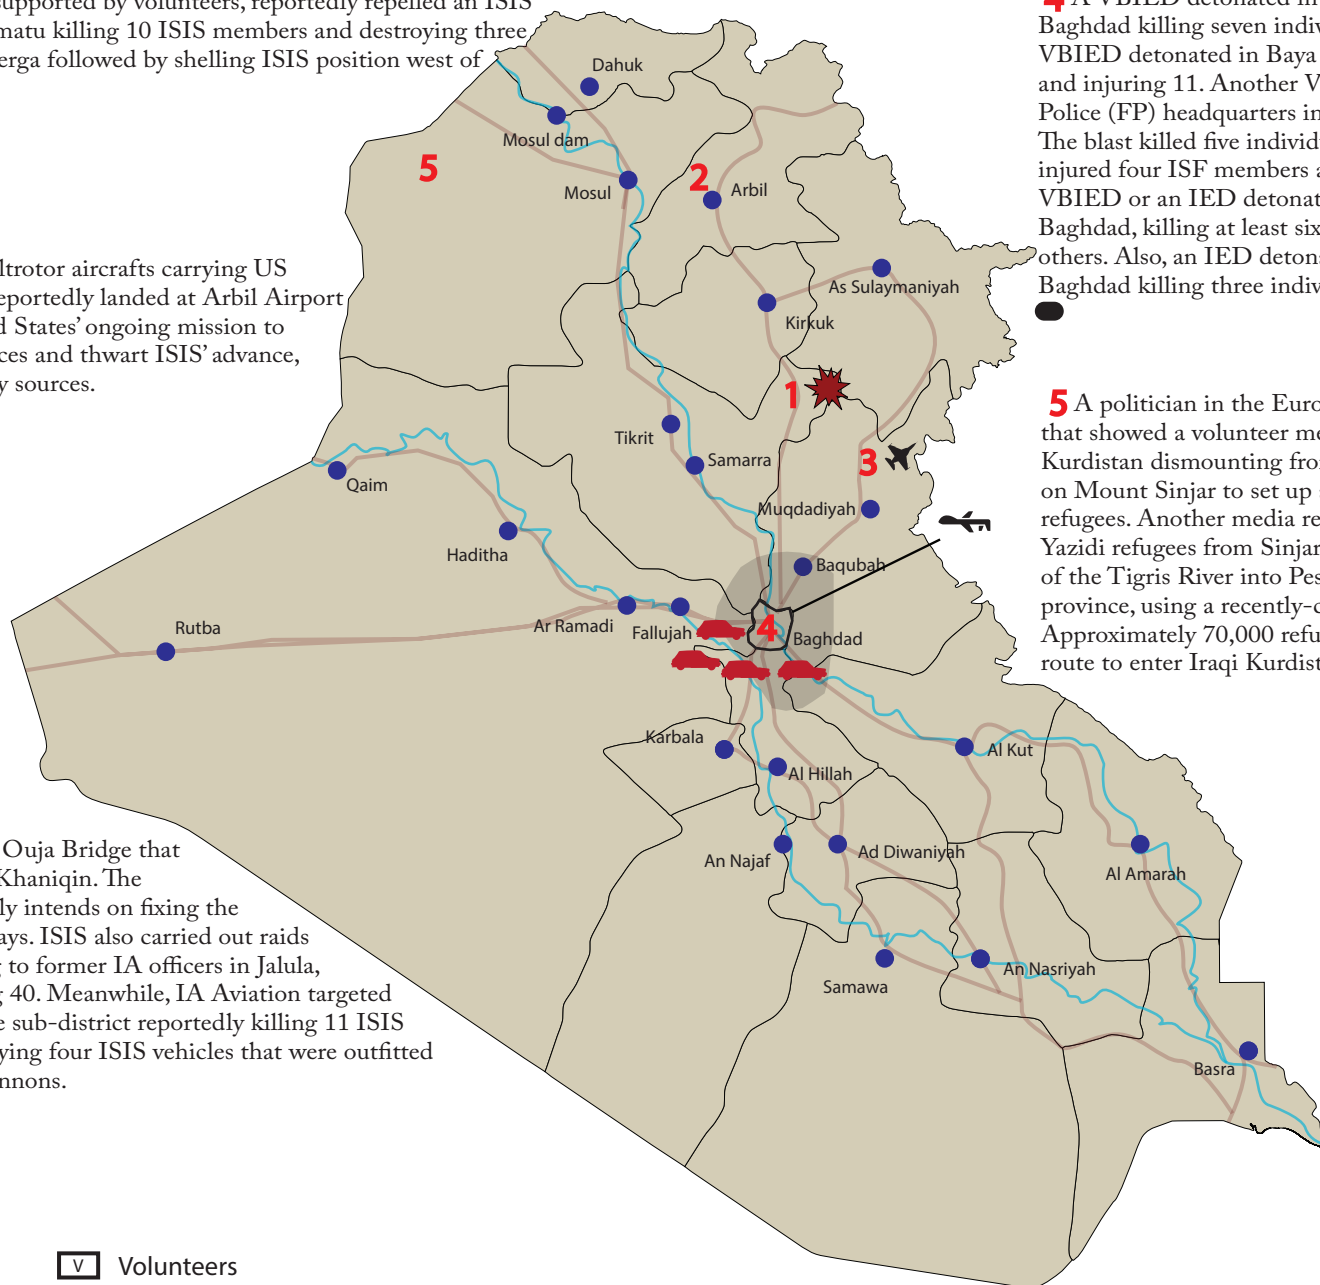 supported by volunteers, reportedly repelled an ISIS
matu killing 10 ISIS members and destroying three
erga followed by shelling ISIS position west of
ltrotor aircrafts carrying US
eportedly landed at Arbil Airport
d States’ ongoing mission to
ces and thwart ISIS’ advance,
y sources.
Ouja Bridge that
Khaniqin. The
ly intends on fixing the
ays. ISIS also carried out raids
g to former IA officers in Jalula,
g 40. Meanwhile, IA Aviation targeted
e sub-district reportedly killing 11 ISIS
ying four ISIS vehicles that were outfitted
nnons.
V Volunteers
Dahuk
Mosul dam
5
Mosul
2
Arbil
As Sulaymaniyah
Kirkuk
1
Tikrit
Samarra
3
Qaim
Muqdadiyah
Haditha
Baqubah
Rutba
Ar Ramadi
Fallujah
4
Baghdad
Karbala
Al Hillah
Al Kut
An Najaf
Ad Diwaniyah
Al Amarah
Samawa
An Nasriyah
Basra
4 A VBIED detonated in
Baghdad killing seven indiv
VBIED detonated in Baya
and injuring 11. Another V
Police (FP) headquarters in
The blast killed five individ
injured four ISF members a
VBIED or an IED detonat
Baghdad, killing at least six
others. Also, an IED detona
Baghdad killing three indiv
5 A politician in the Euro
that showed a volunteer me
Kurdistan dismounting fro
on Mount Sinjar to set up
refugees. Another media re
Yazidi refugees from Sinjar
of the Tigris River into Pes
province, using a recently-c
Approximately 70,000 refu
route to enter Iraqi Kurdist